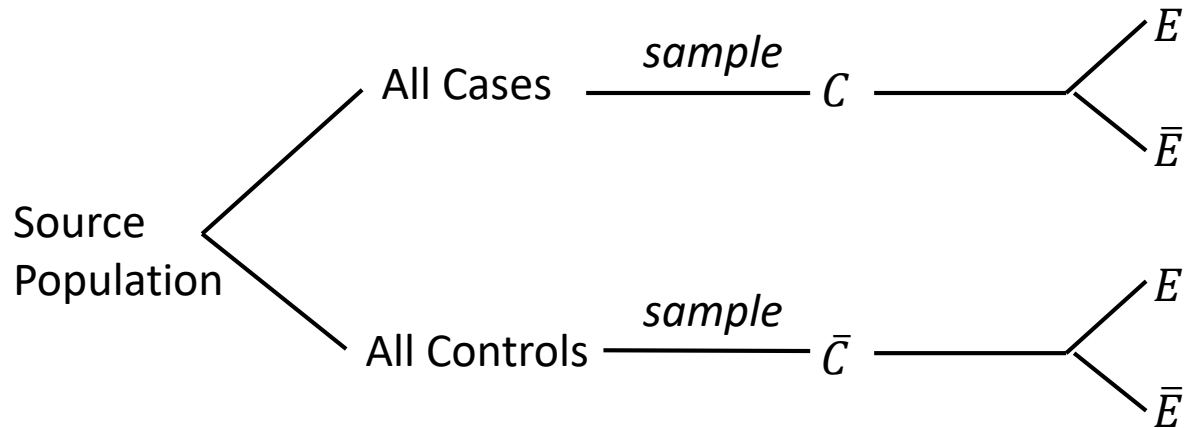 E
sample
All Cases
C
Ē
Source
Population
E
sample
All Controls
C̄
Ē